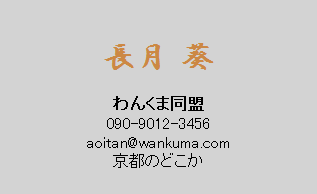 長月 葵
わんくま同盟
090-9012-3456
aoitan@wankuma.com
京都のどこか